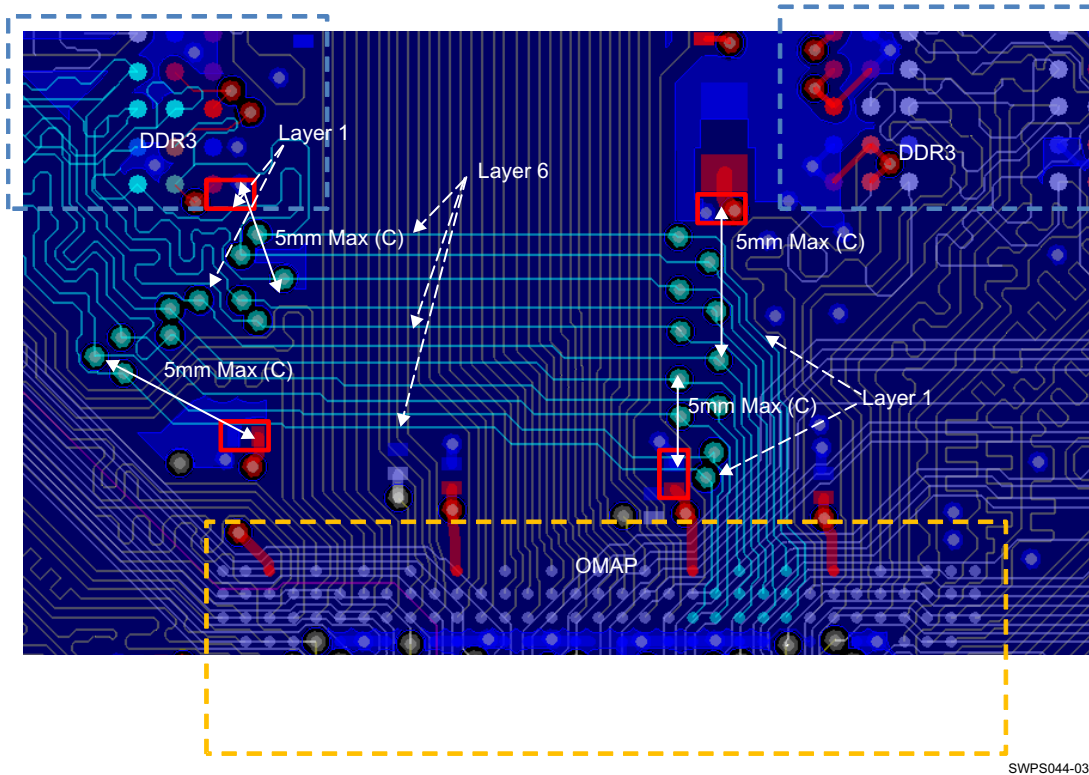 DDR3
Layer 1
DDR3
Layer 6
5mm Max (C)
5mm Max (C)
5mm Max (C)
5mm Max (C)
Layer 1
OMAP
SWPS044-03